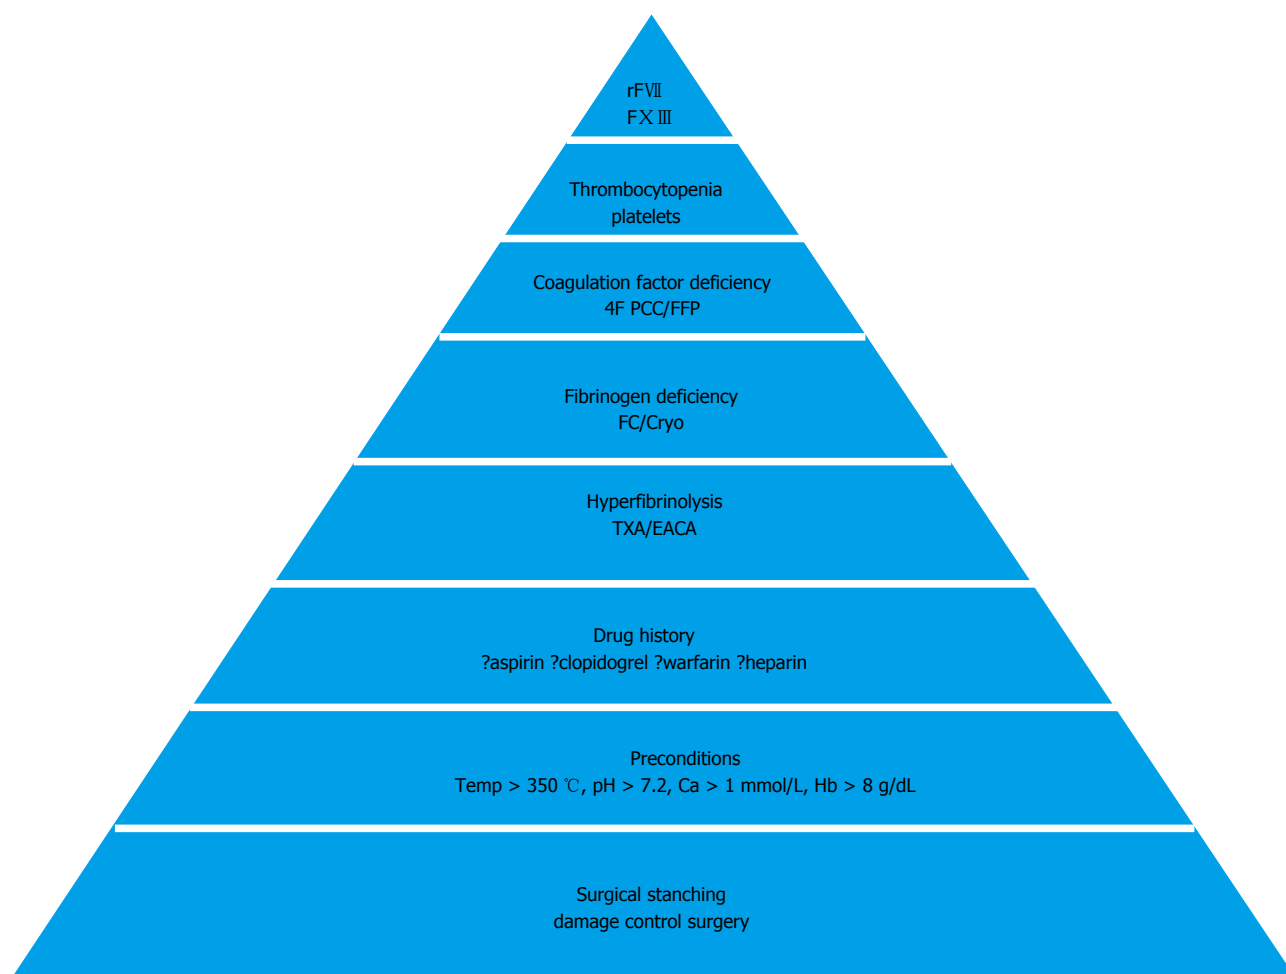 rFⅦ
FⅩⅢ
Thrombocytopenia
platelets
Coagulation factor deficiency
4F PCC/FFP
Fibrinogen deficiency
FC/Cryo
Hyperfibrinolysis
TXA/EACA
Drug history
?aspirin ?clopidogrel ?warfarin ?heparin
Preconditions
Temp > 350 ℃, pH > 7.2, Ca > 1 mmol/L, Hb > 8 g/dL
Surgical stanching
damage control surgery